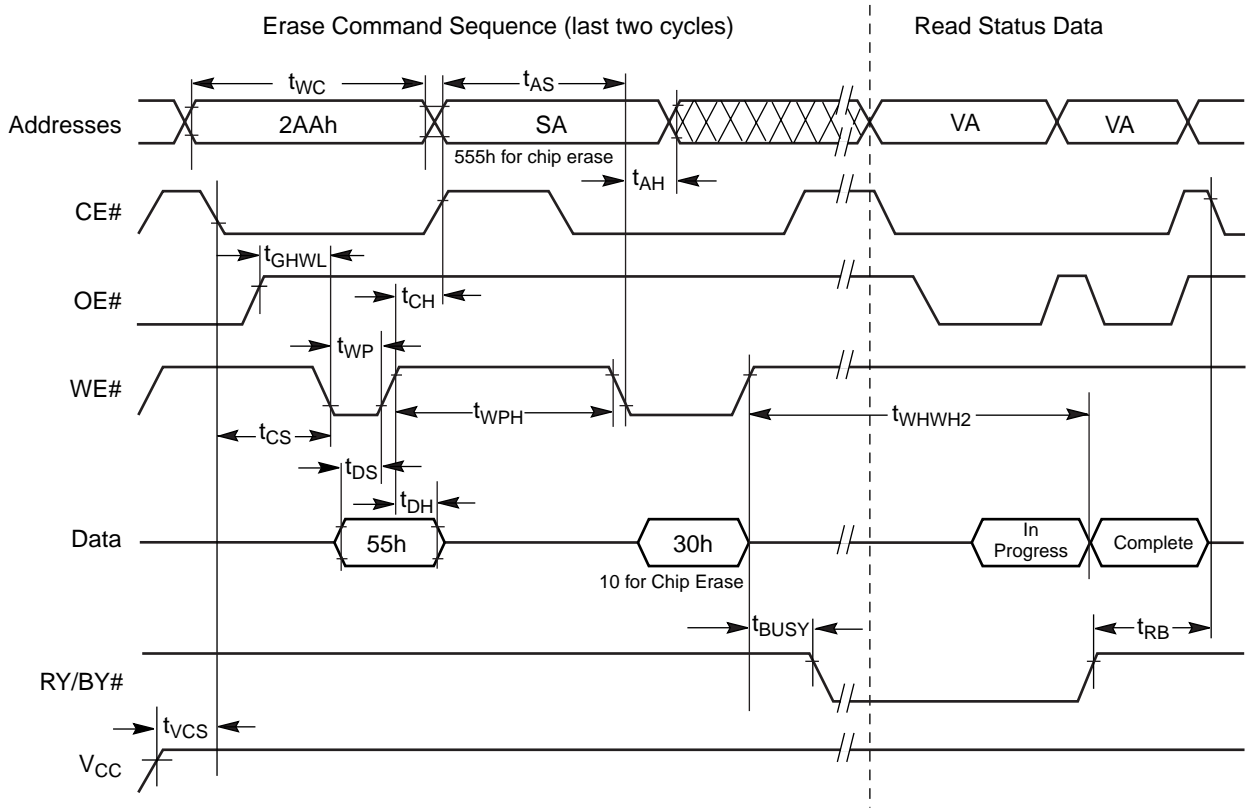 Erase Command Sequence (last two cycles)
Read Status Data
tWC
tAS
Addresses
2AAh
SA
VA
VA
555h for chip erase
tAH
CE#
tGHWL
OE#
tCH
tWP
WE#
tWPH
tWHWH2
tCS
tDS
tDH
Data
55h
30h
In
Progress
Complete
10 for Chip Erase
tBUSY
tRB
RY/BY#
tVCS
VCC